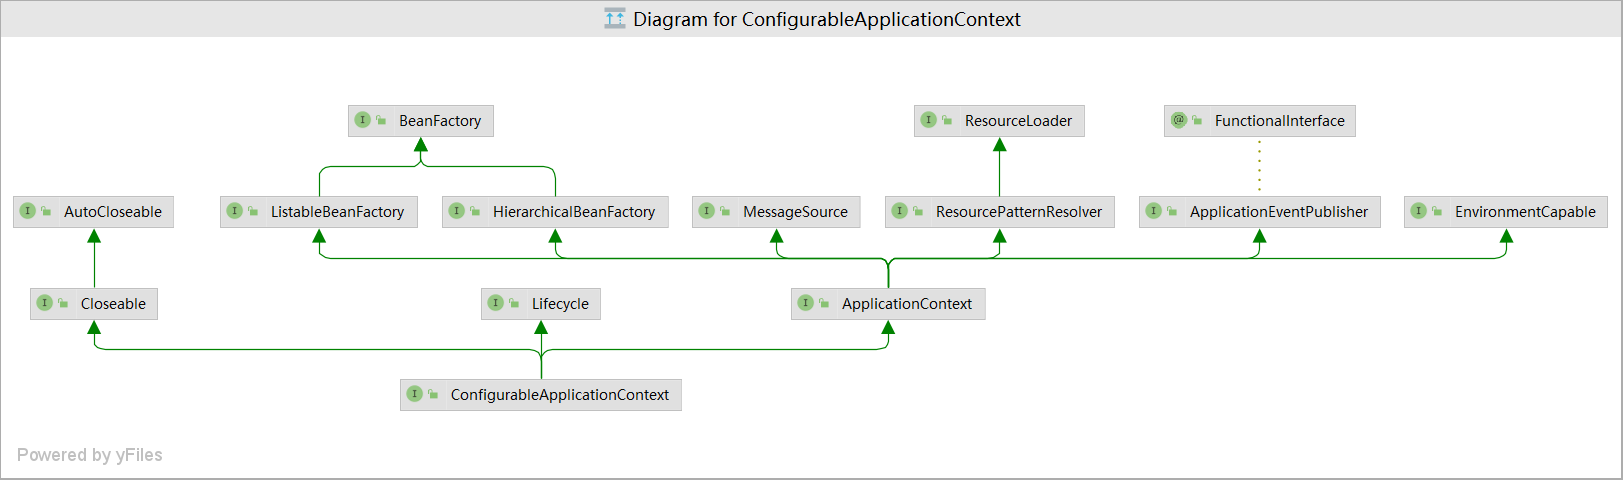 Diagram for ConfigurableApplicationContext
I BeanFactory
I ResourceLoader
@ FunctionalInterface
I AutoCloseable
I ListableBeanFactory
I HierarchicalBeanFactory
I MessageSource
I ResourcePatternResolver
I ApplicationEventPublisher
I EnvironmentCapable
I Closeable
I Lifecycle
I ApplicationContext
I ConfigurableApplicationContext
Powered by yFiles